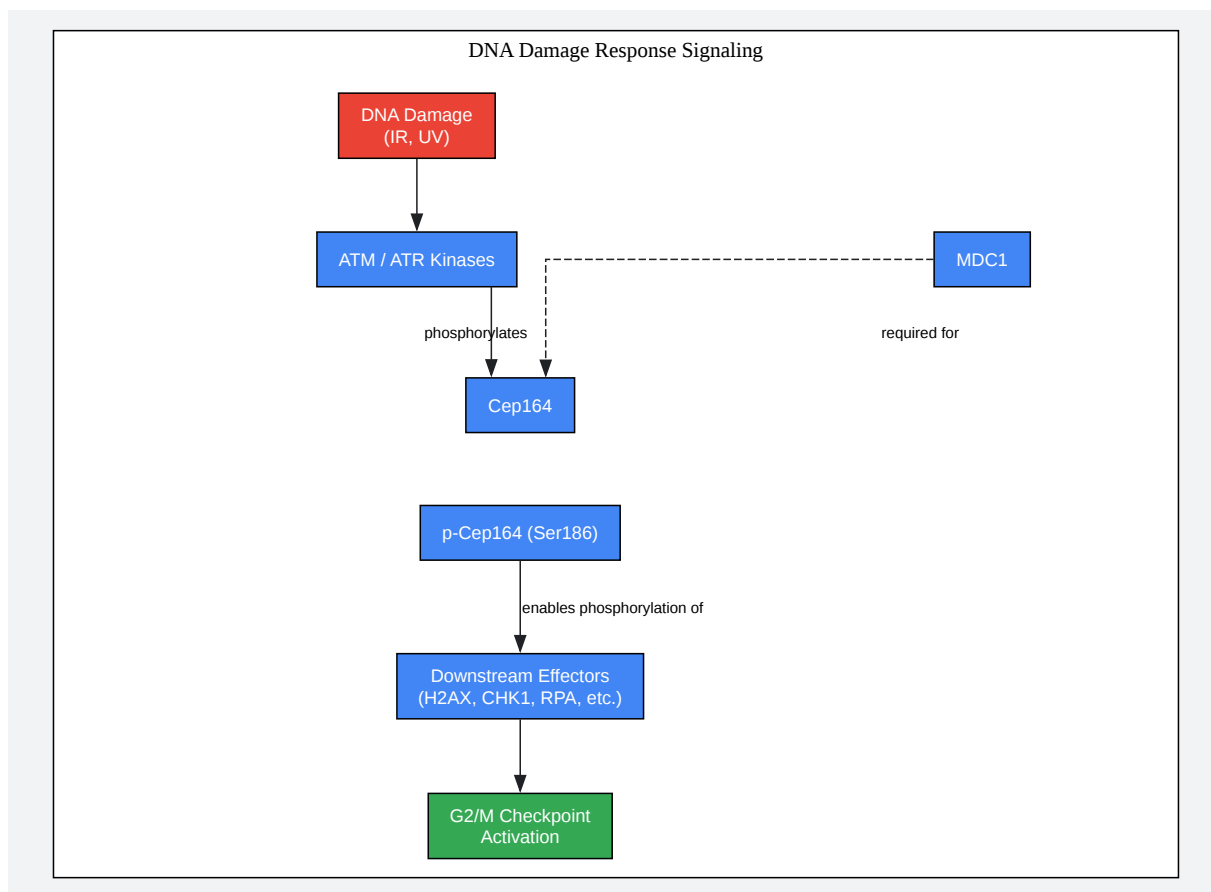 DNA Damage Response Signaling
DNA Damage
(IR, UV)
ATM / ATR Kinases
MDC1
phosphorylates
required for
Cep164
p-Cep164 (Ser186)
enables phosphorylation of
Downstream Effectors
(H2AX, CHK1, RPA, etc.)
G2/M Checkpoint
Activation